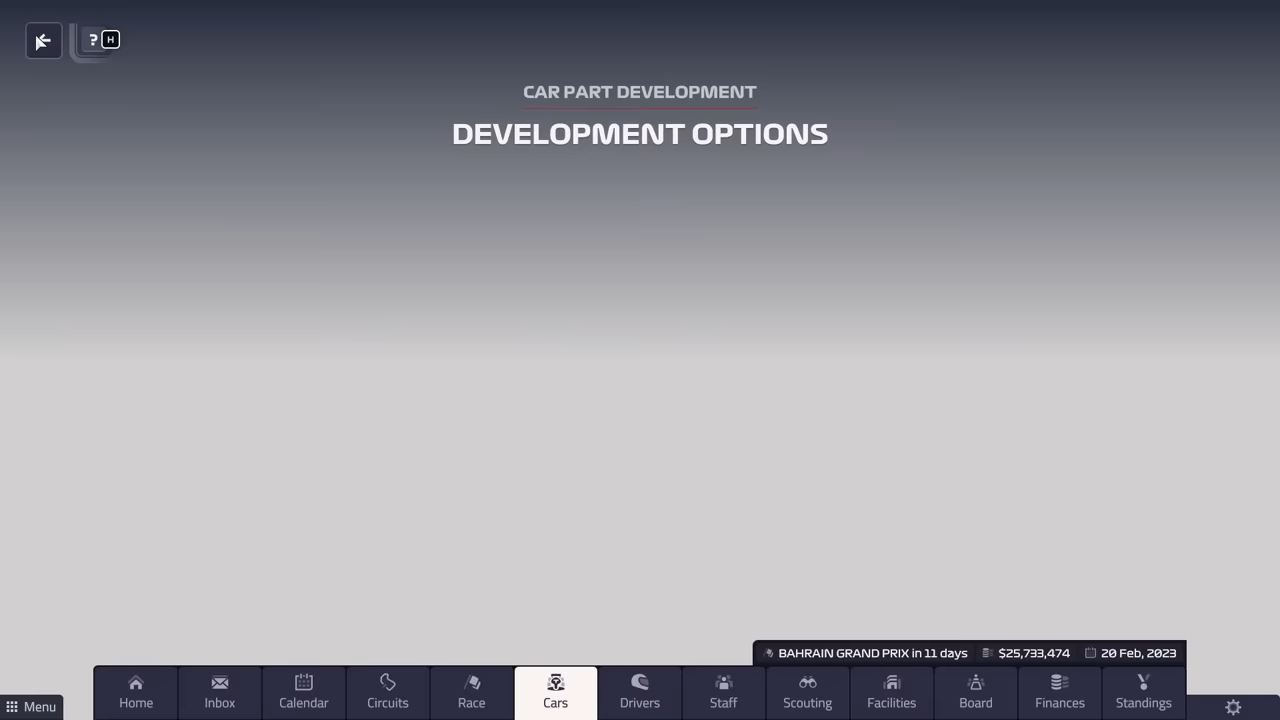 ? H
CAR PART DEVELOPMENT
DEVELOPMENT OPTIONS
BAHRAIN GRAND PRIX in 11 days $25,733,474 20 Feb, 2023
Menu Home Inbox Calendar Circuits Race Cars Drivers Staff Scouting Facilities Board Finances Standings